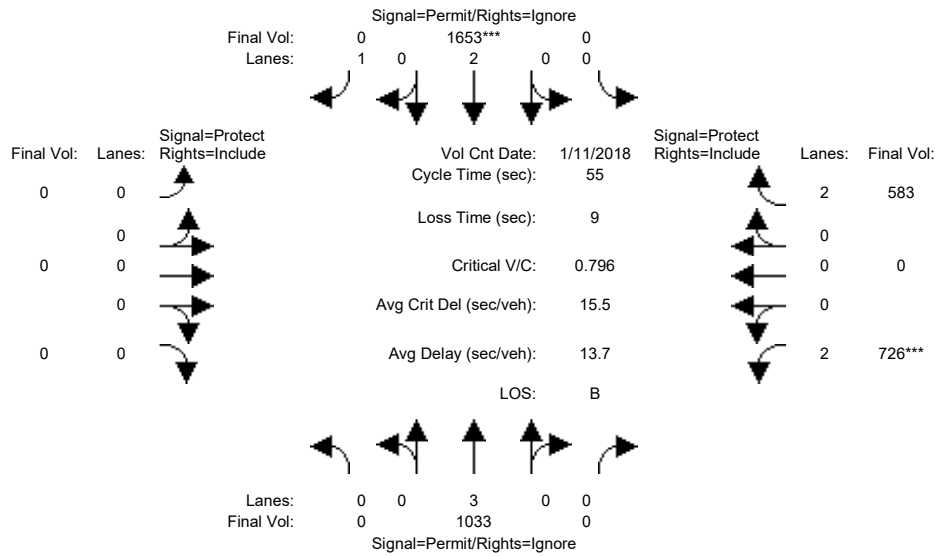 Signal=Permit/Rights=Ignore
Final Vol: 0 1653*** 0
Lanes: 1 0 2 0 0
Signal=Protect Signal=Protect
Final Vol: Lanes: Rights=Include Vol Cnt Date: 1/11/2018 Rights=Include Lanes: Final Vol:
Cycle Time (sec): 55
0 0 2 583
Loss Time (sec): 9
0 0
0 0 Critical V/C: 0.796 0 0
0 Avg Crit Del (sec/veh): 15.5 0
0 0 Avg Delay (sec/veh): 13.7 2 726***
LOS: B
Lanes: 0 0 3 0 0
Final Vol: 0 1033 0
Signal=Permit/Rights=Ignore